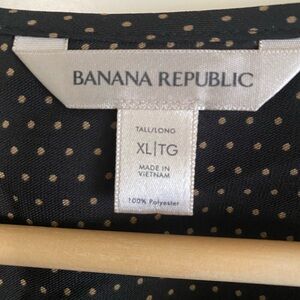 BANANA REPUBLIC
TALL/LONG
XL|TG
MADE IN
VIETNAM
100% Polyester